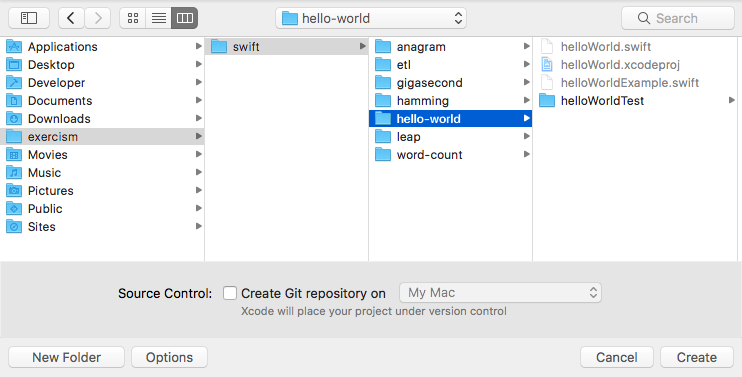 hello-world
Search
Applications
Desktop
Developer
Documents
Downloads
exercism
Movies
Music
Pictures
Public
Sites
swift
anagram
etl
gigasecond
hamming
hello-world
leap
word-count
helloWorld.swift
helloWorld.xcodeproj
helloWorldExample.swift
helloWorldTest
Source Control: Create Git repository on My Mac
Xcode will place your project under version control
New Folder Options Cancel Create